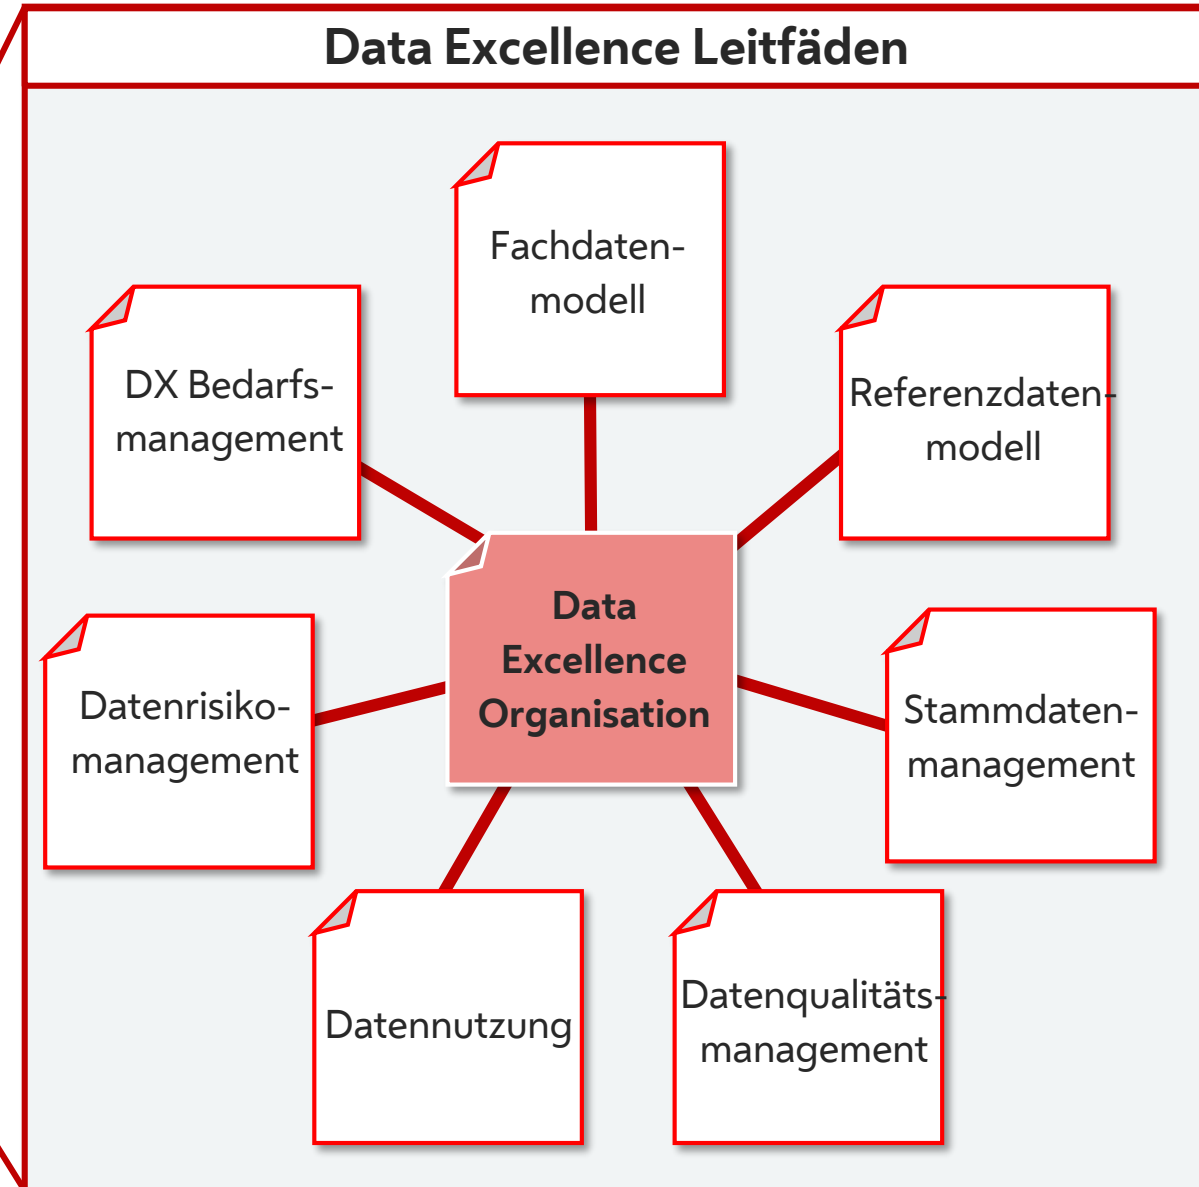 Data Excellence Leitfäden
Fachdaten-
modell
DX Bedarfs-
management
Referenzdaten-
modell
Data
Excellence
Organisation
Datenrisiko-
management
Stammdaten-
management
Datennutzung
Datenqualitäts-
management